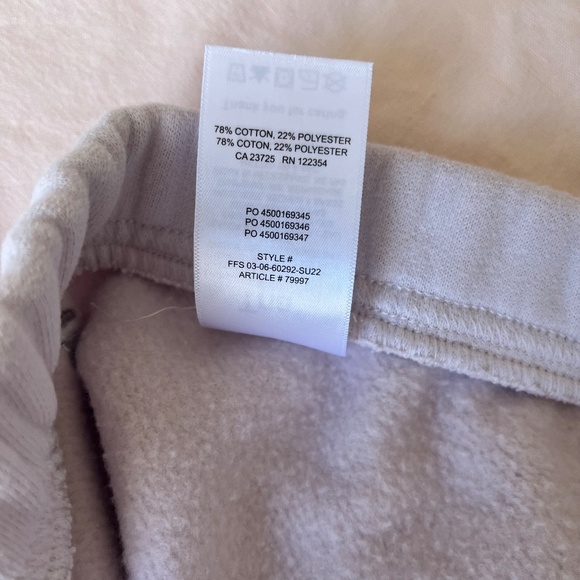 78% COTTON, 22% POLYESTER
78% COTON, 22% POLYESTER
CA 23725 RN 122354
PO 4500169345
PO 4500169346
PO 4500169347
STYLE #
FFS 03-06-60292-SU22
ARTICLE # 79997